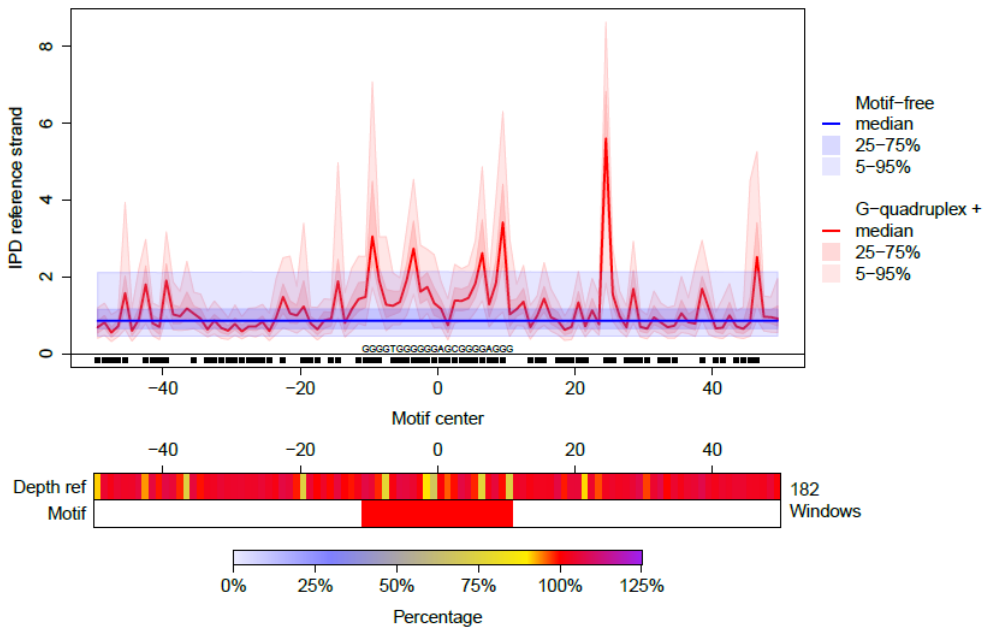 8
6
4
2
0
IPD reference strand
GGGGTGGGGGGAGCGGGGAGGG
−40 −20 0 20 40
Motif center
Motif−free
median
25−75%
5−95%
G−quadruplex +
median
25−75%
5−95%
−40 −20 0 20 40
Depth ref
Motif
182
Windows
0% 25% 50% 75% 100% 125%
Percentage